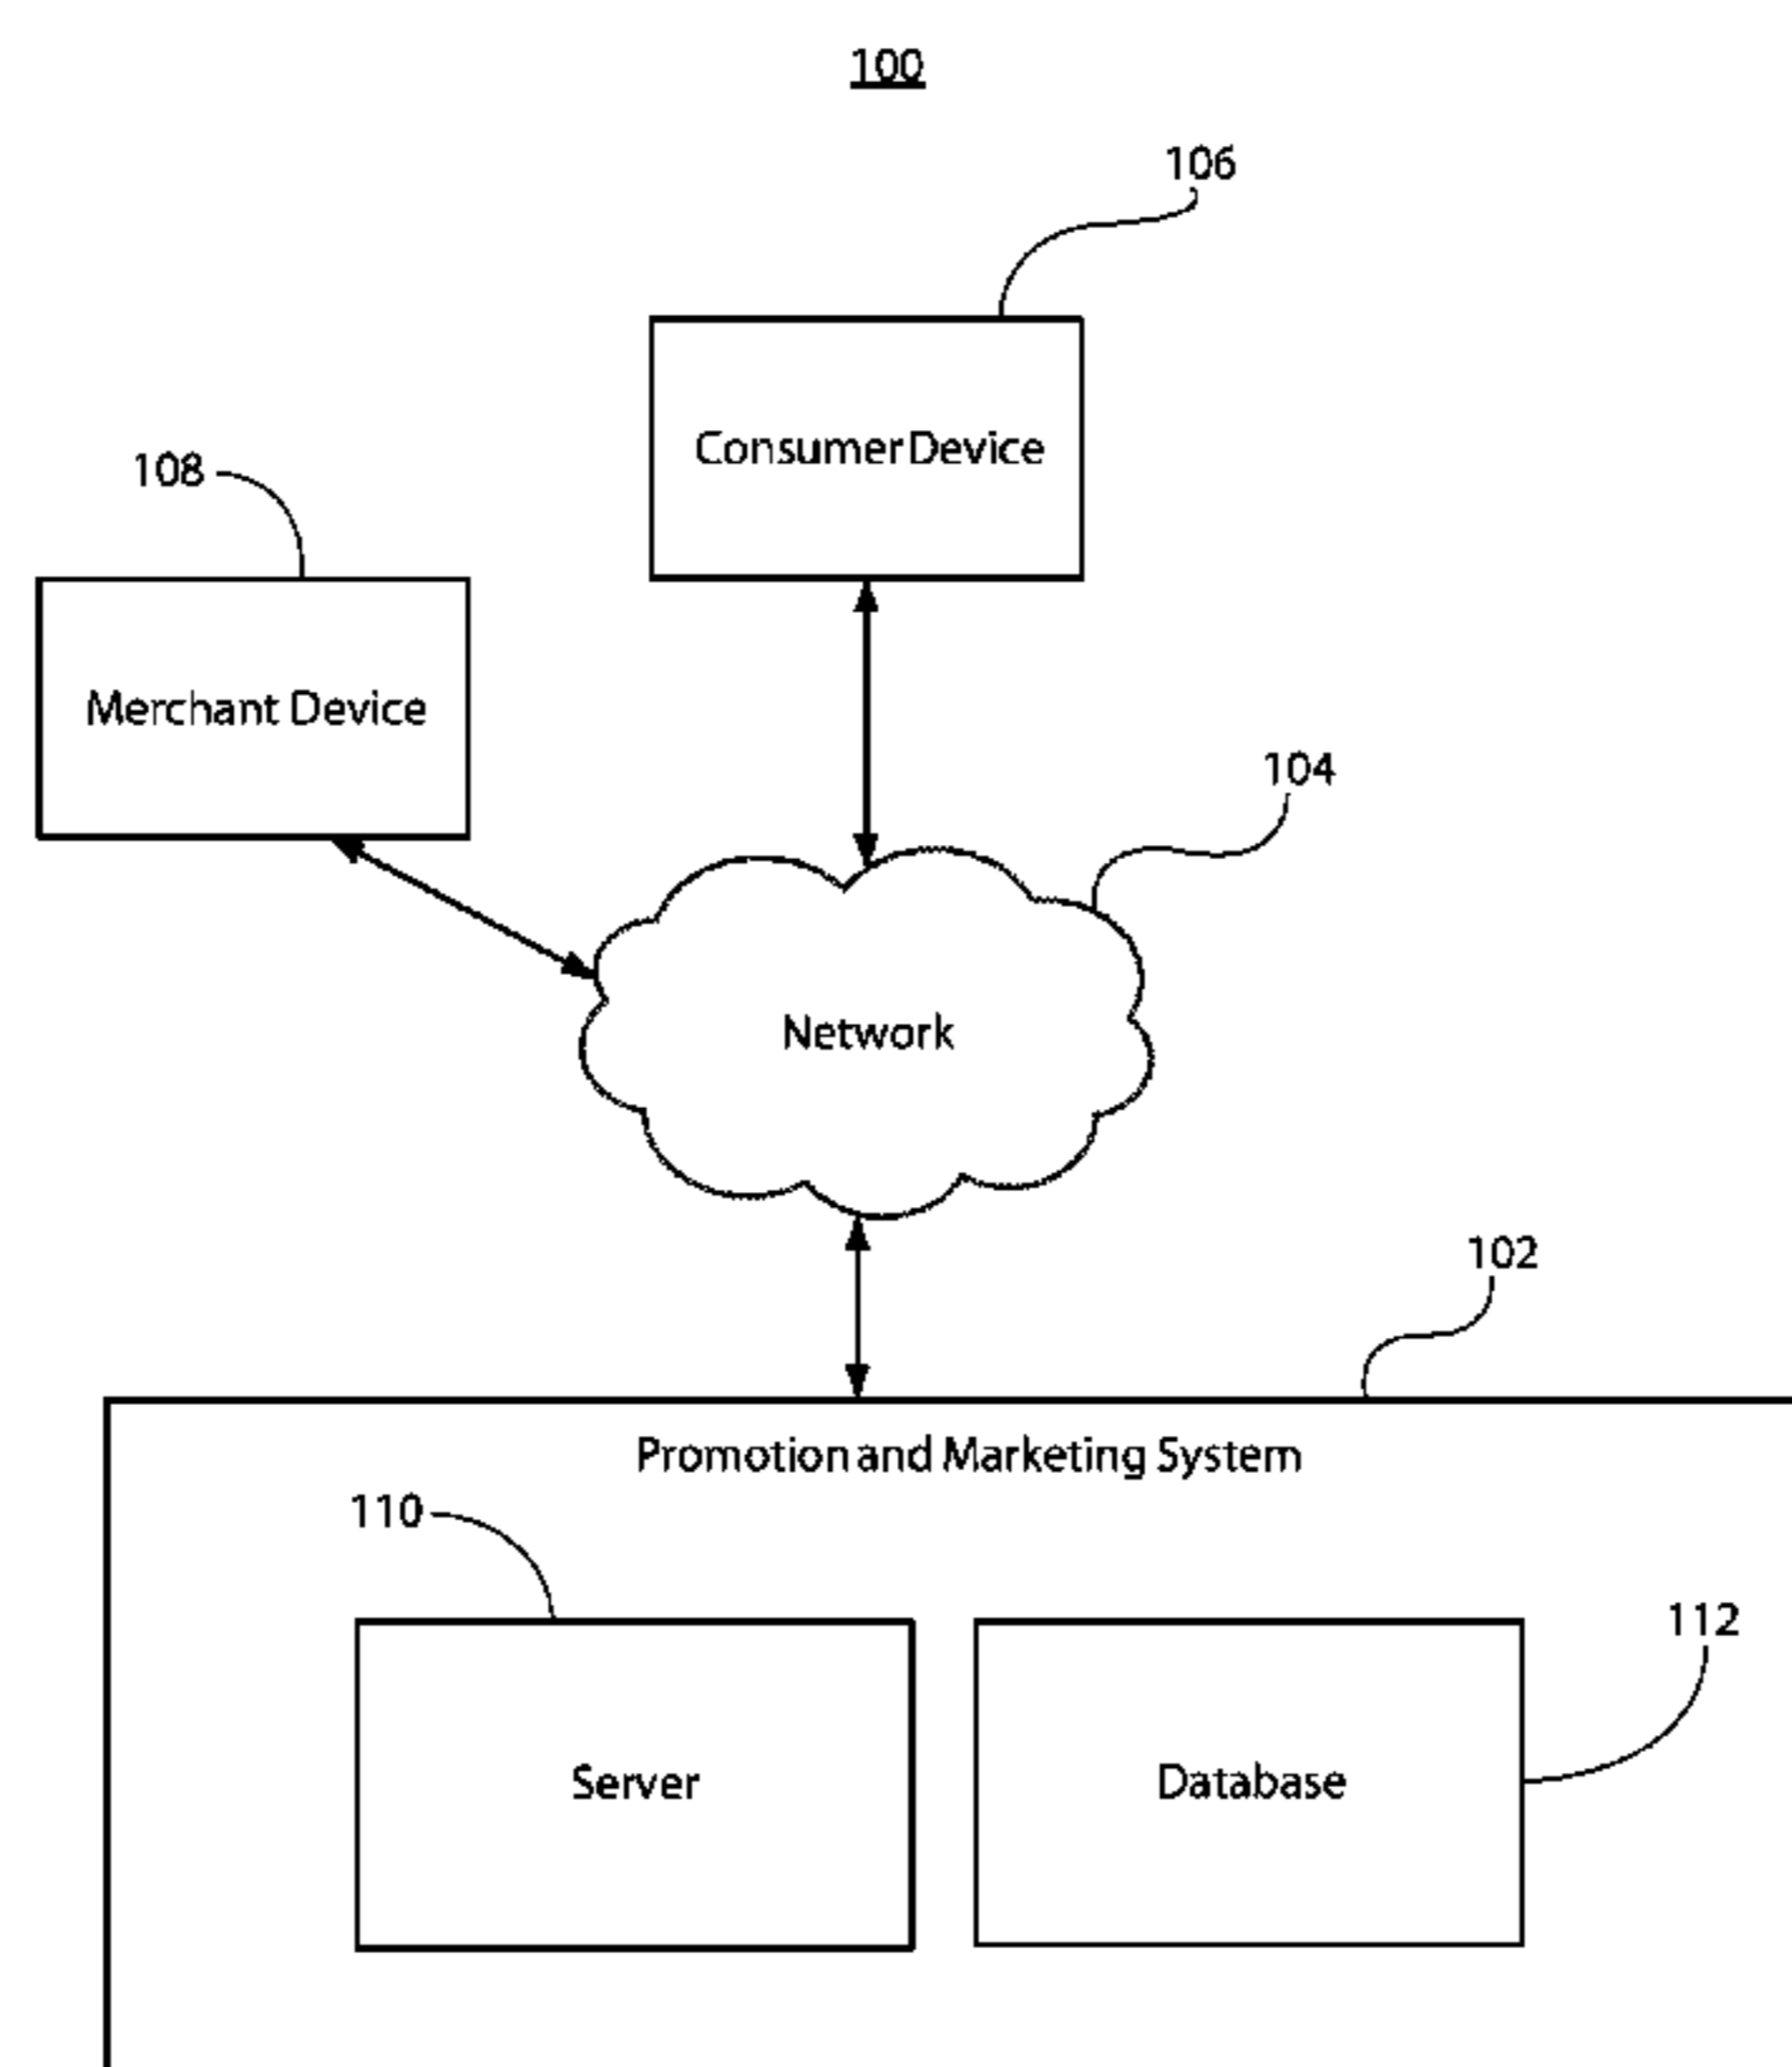 100
106
Consumer Device
108
Merchant Device
104
Network
102
Promotion and Marketing System
110
112
Server
Database